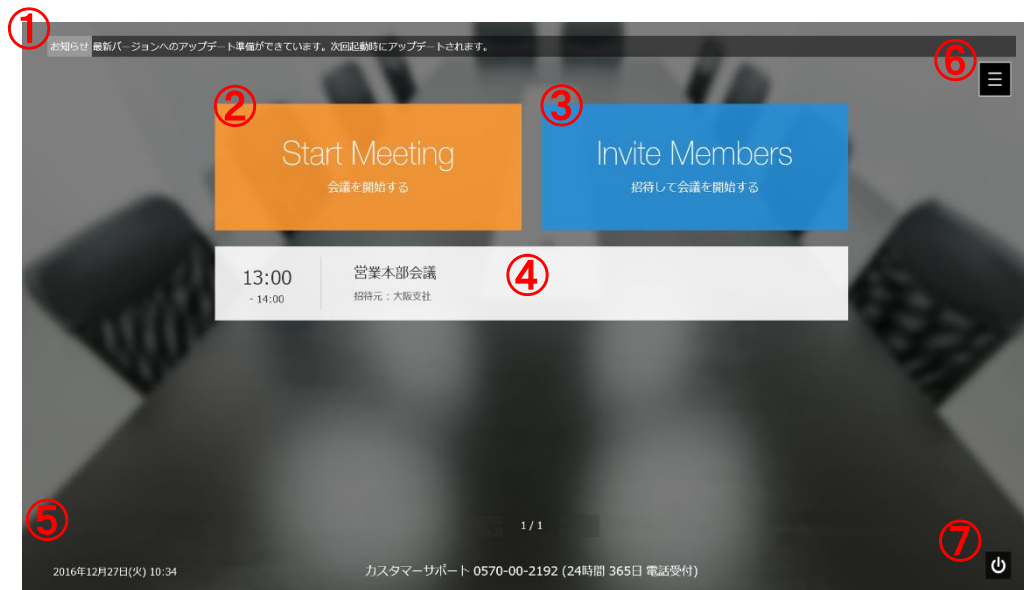 ①
お知らせ 最新バージョンへのアップデート準備ができています。次回起動時にアップデートされます。
⑥
②
Start Meeting
会議を開始する
③
Invite Members
招待して会議を開始する
13:00
- 14:00
営業本部会議
招待元：大阪支社
④
1 / 1
⑤
2016年12月27日(火) 10:34
カスタマーサポート 0570-00-2192 (24時間 365日 電話受付)
⑦